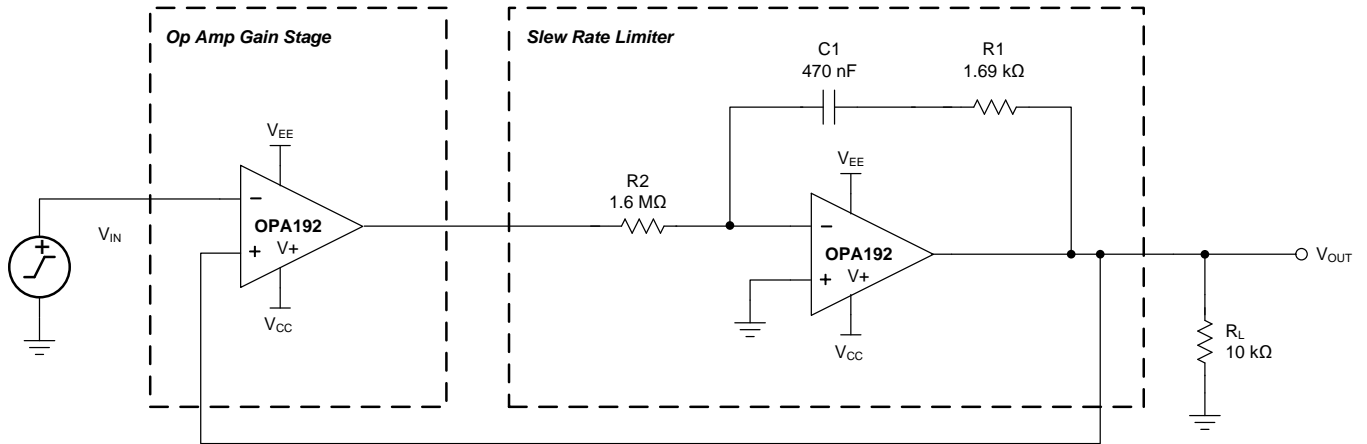 Op Amp Gain Stage
Slew Rate Limiter
C1
470 nF
R1
1.69 kΩ
VEE
VEE
R2
1.6 MΩ
–
OPA192
+
V+
VIN
+
VCC
–
OPA192
+
V+
VCC
VOUT
RL
10 kΩ